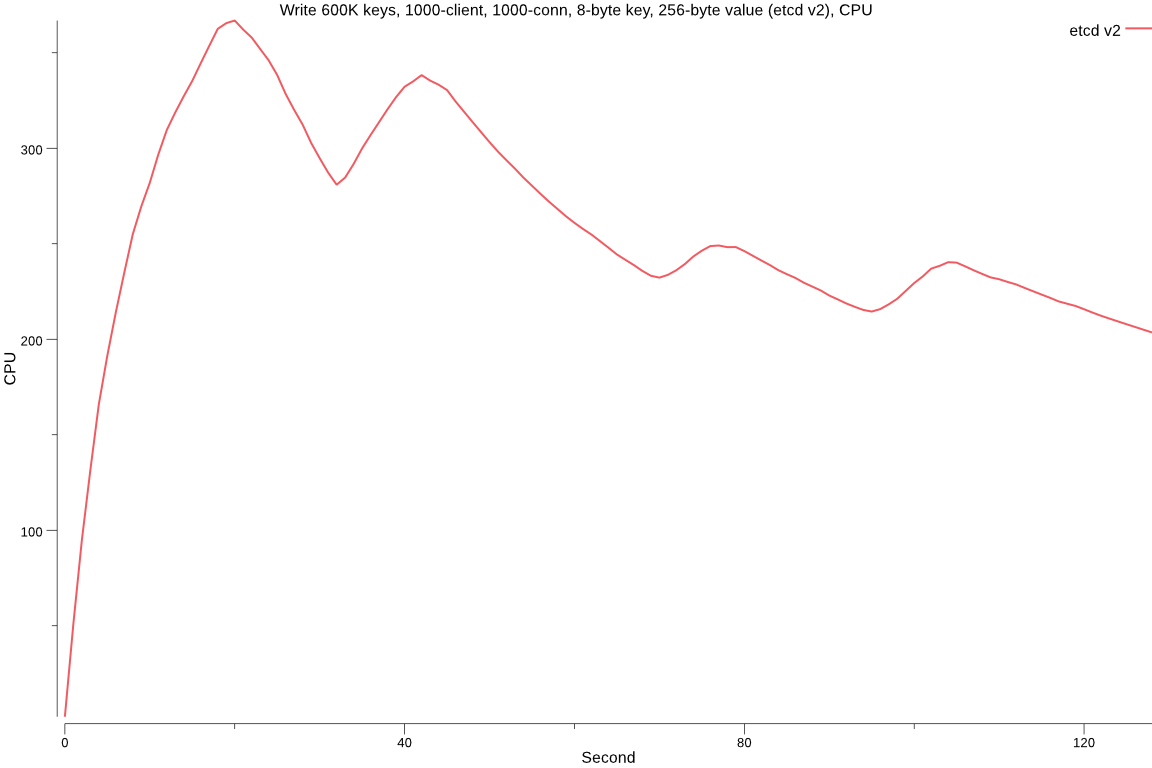 Write 600K keys, 1000-client, 1000-conn, 8-byte key, 256-byte value (etcd v2), CPU
etcd v2
300
200
CPU
100
0
40
80
120
Second